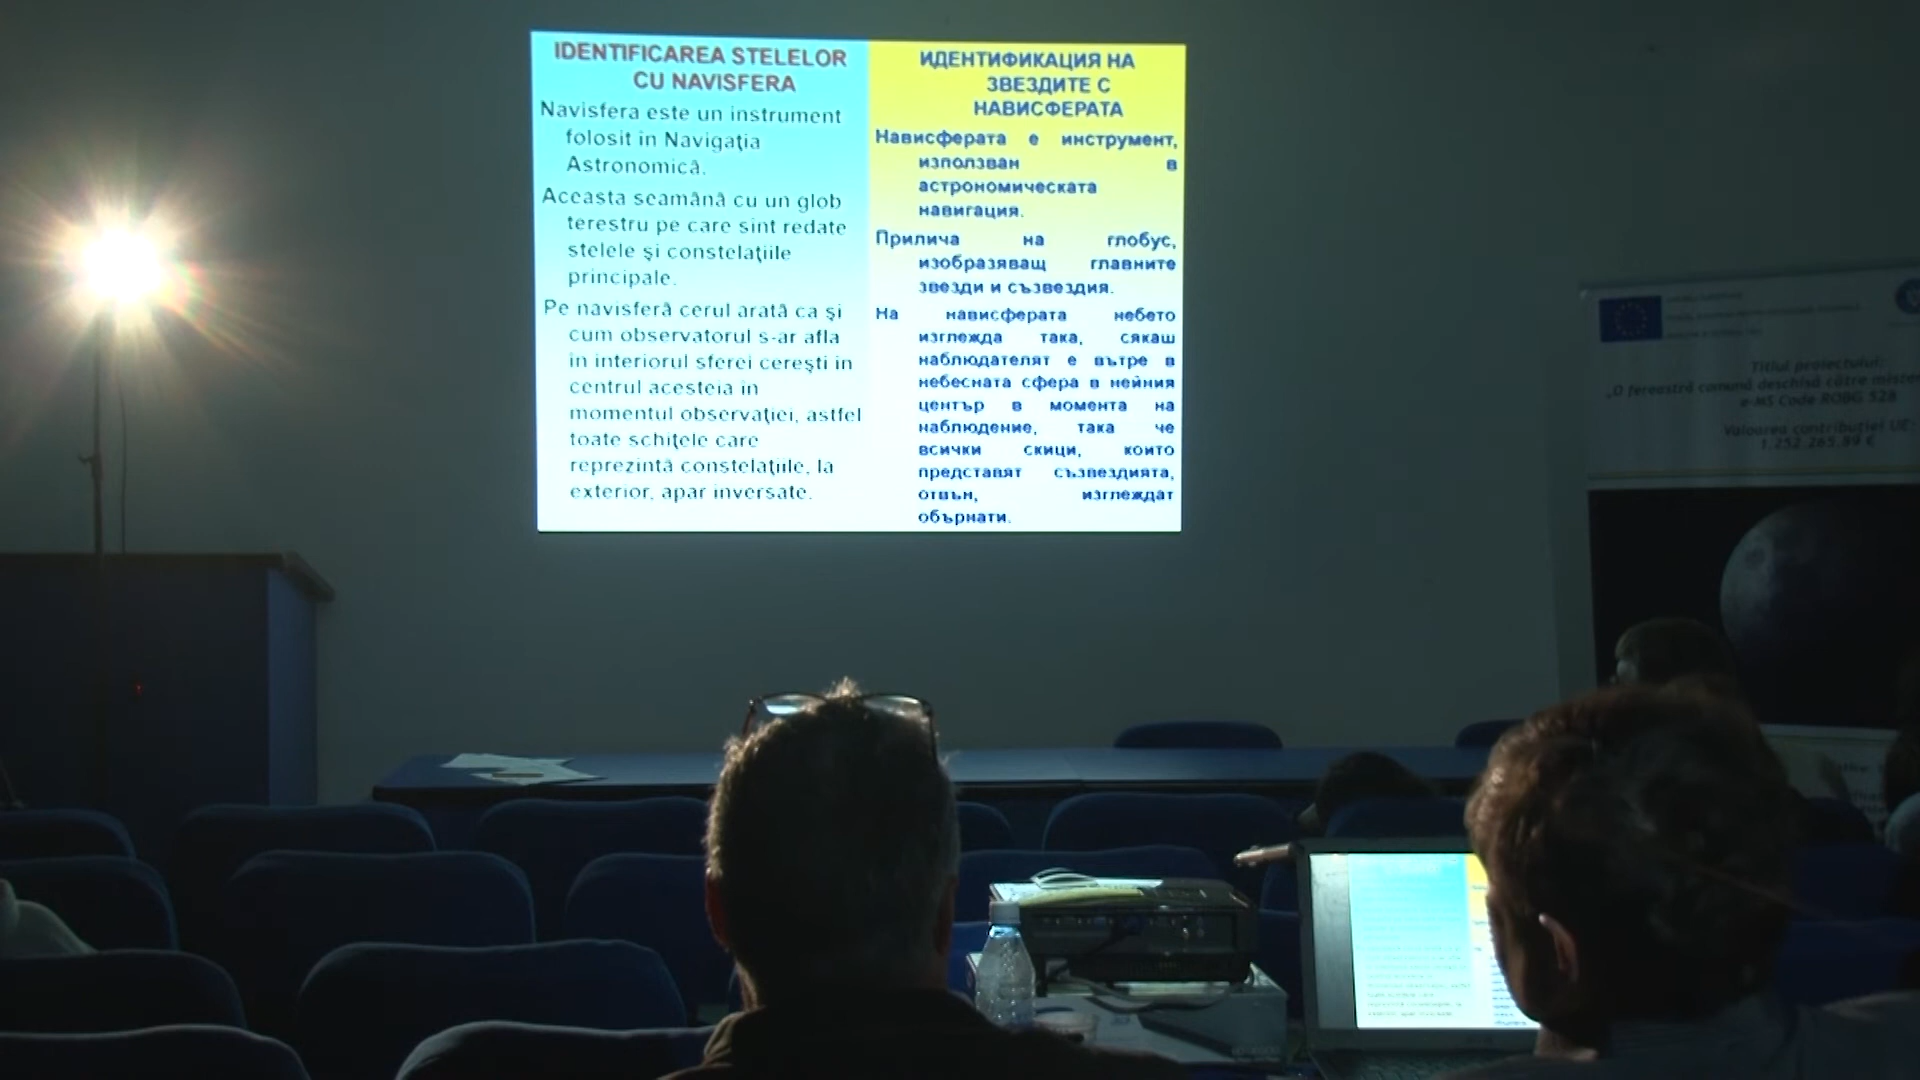 IDENTIFICAREA STELELOR
CU NAVISFERA
Navisfera este un instrument
folosit în Navigaţia
Astronomică.
Aceasta seamănă cu un glob
terestru pe care sînt redate
stelele şi constelaţiile
principale.
Pe navisferă cerul arată ca şi
cum observatorul s-ar afla
în interiorul sferei cereşti în
centrul acesteia în
momentul observaţiei, astfel
toate schiţele care
reprezintă constelaţiile, la
exterior, apar inversate.
ИДЕНТИФИКАЦИЯ НА
ЗВЕЗДИТЕ С
НАВИСФЕРАТА
Нависферата е инструмент,
използван в
астрономическата
навигация.
Прилича на глобус,
изобразяващ главните
звезди и съзвездия.
На нависферата небето
изглежда така, сякаш
наблюдателят е вътре в
небесната сфера в нейния
център в момента на
наблюдение, така че
всички скици, които
представят съзвездията,
отвън, изглеждат
обърнати.
Titlul proiectului:
„O fereastră comună deschisă către
e-MS Code ROBG 528
Valoarea contribuţiei UE:
1.252.265,89 €